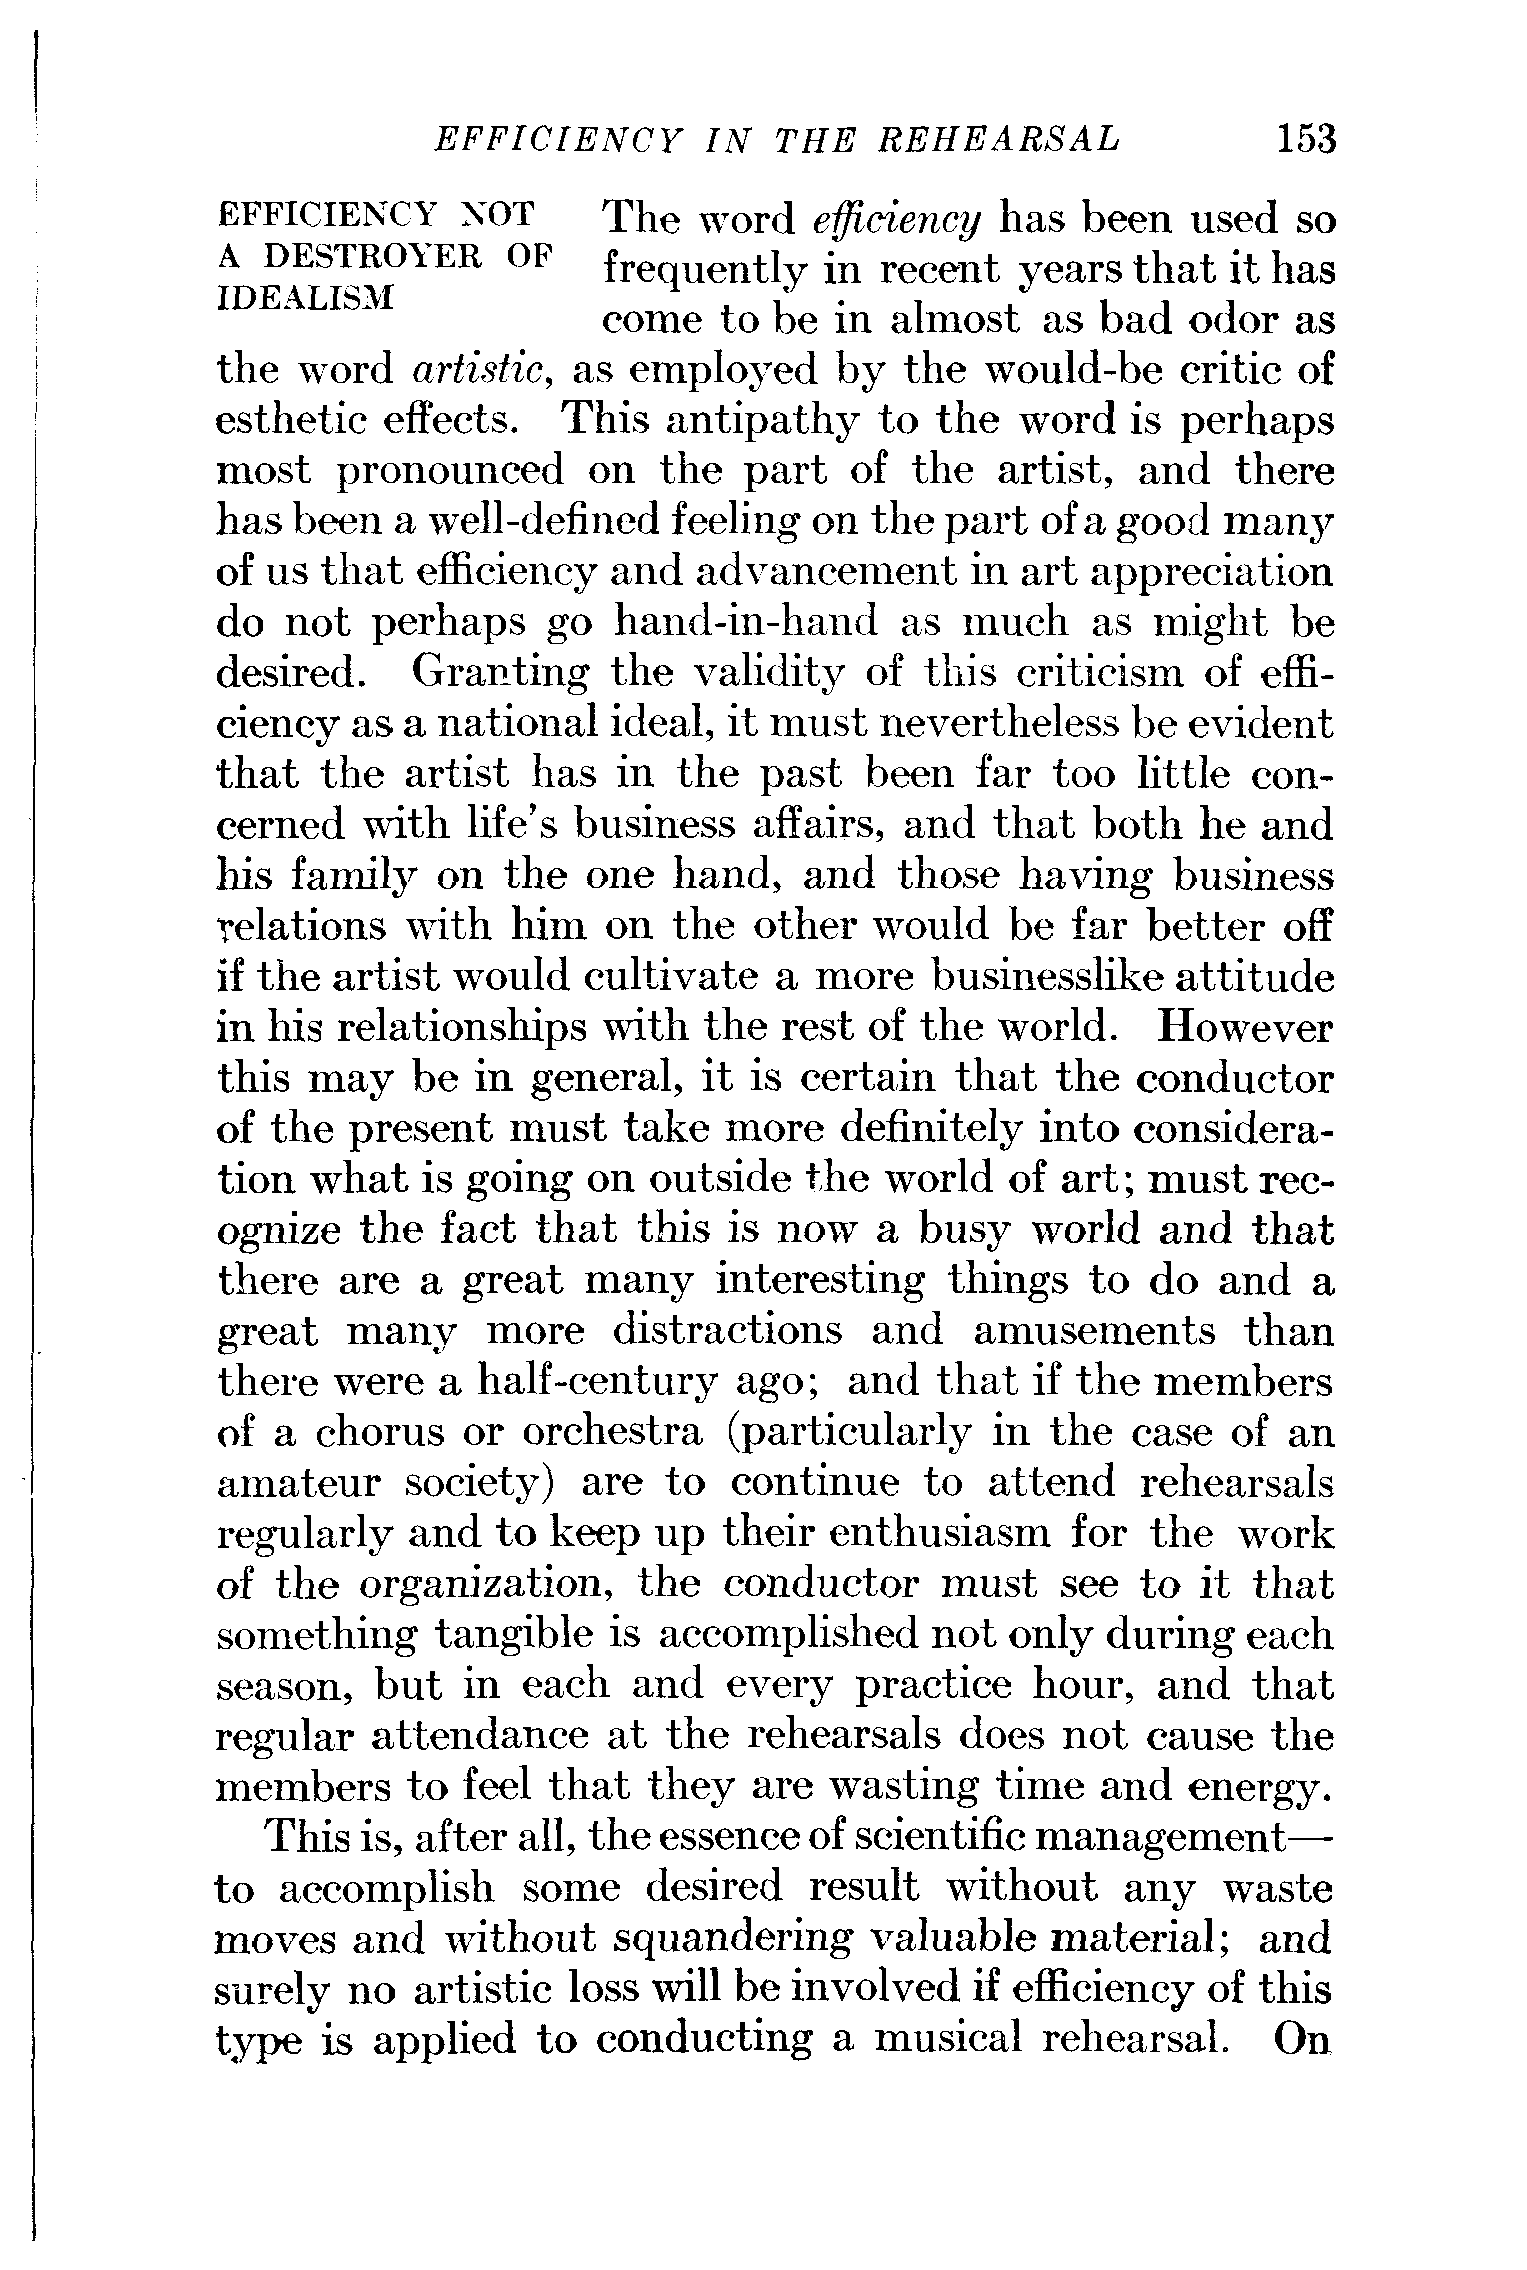 EFFICIENCY IN THE REHEARSAL 153
EFFICIENCY NOT
A DESTROYER OF
IDEALISM
The word efficiency has been used so
frequently in recent years that it has
come to be in almost as bad odor as
the word artistic, as employed by the would-be critic of
esthetic effects. This antipathy to the word is perhaps
most pronounced on the part of the artist, and there
has been a well-defined feeling on the part of a good many
of us that efficiency and advancement in art appreciation
do not perhaps go hand-in-hand as much as might be
desired. Granting the validity of this criticism of effi-
ciency as a national ideal, it must nevertheless be evident
that the artist has in the past been far too little con-
cerned with life's business affairs, and that both he and
his family on the one hand, and those having business
relations with him on the other would be far better off
if the artist would cultivate a more businesslike attitude
in his relationships with the rest of the world. However
this may be in general, it is certain that the conductor
of the present must take more definitely into considera-
tion what is going on outside the world of art; must rec-
ognize the fact that this is now a busy world and that
there are a great many interesting things to do and a
great many more distractions and amusements than
there were a half-century ago; and that if the members
of a chorus or orchestra (particularly in the case of an
amateur society) are to continue to attend rehearsals
regularly and to keep up their enthusiasm for the work
of the organization, the conductor must see to it that
something tangible is accomplished not only during each
season, but in each and every practice hour, and that
regular attendance at the rehearsals does not cause the
members to feel that they are wasting time and energy.
This is, after all, the essence of scientific management—
to accomplish some desired result without any waste
moves and without squandering valuable material; and
surely no artistic loss will be involved if efficiency of this
type is applied to conducting a musical rehearsal. On